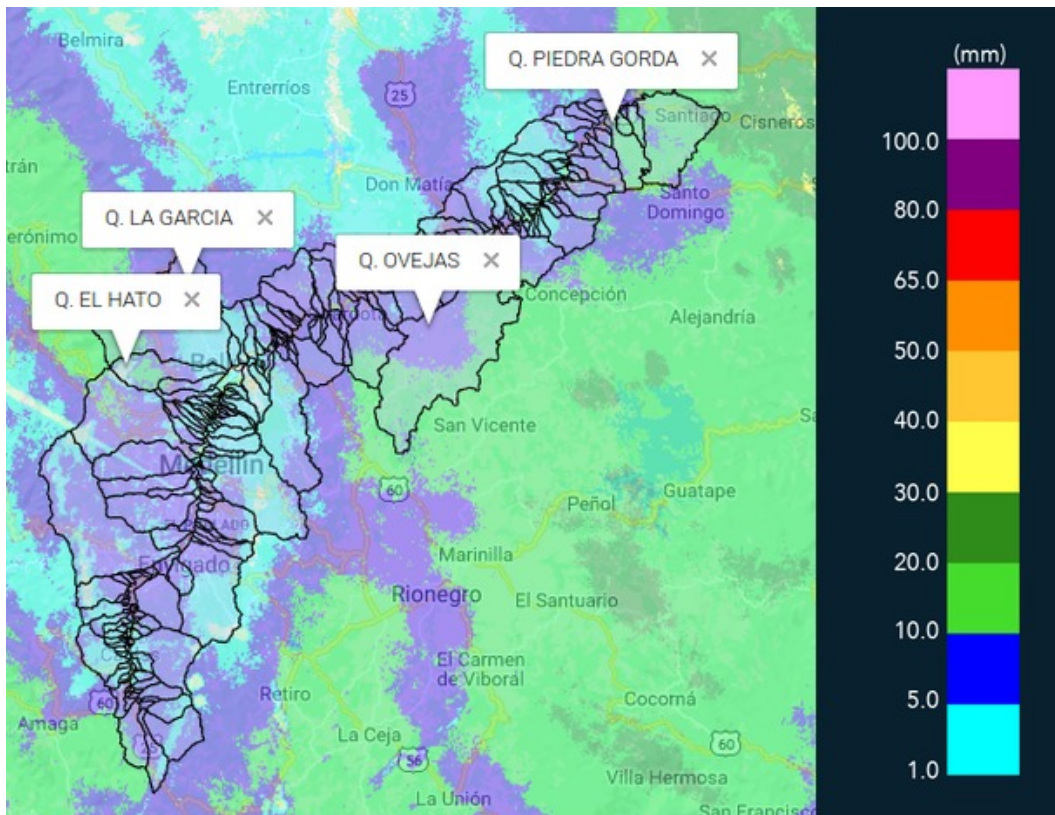 Belmira
Q. PIEDRA GORDA ×
(mm)
Entrerríos
25
Santiago
Cisneros
100.0
trán
Don Matía
Santo
Domingo
80.0
Q. LA GARCIA ×
erónimo
Q. OVEJAS ×
65.0
Q. EL HATO ×
Concepción
Alejandría
50.0
San Vicente
40.0
Medellín
60
Peñol
Guatape
30.0
Marinilla
Envigado
20.0
Rionegro
El Santuario
10.0
El Carmen
de Viborál
60
Retiro
Cocorná
5.0
Amaga
La Ceja
56
60
1.0
Villa Hermosa
La Unión
San Francisco